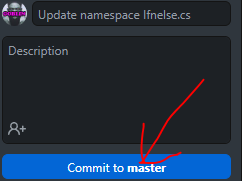 Update namespace Ifnelse.cs
Description
Commit to master